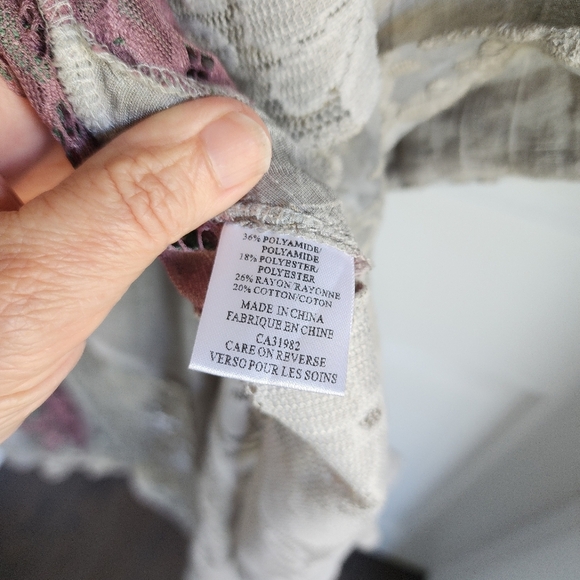 36% POLYAMIDE/
POLYAMIDE
18% POLYESTER/
POLYESTER
26% RAYON/RAYONNE
20% COTTON/COTON
MADE IN CHINA
FABRIQUE EN CHINE
CA31982
CARE ON REVERSE
VERSO POUR LES SOINS